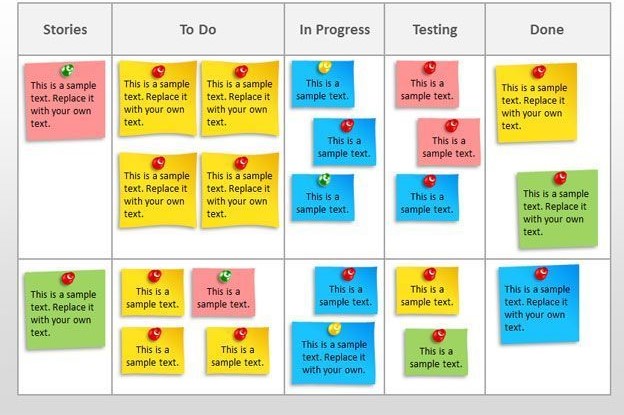 Stories
To Do
In Progress
Testing
Done
This is a sample
text. Replace it
with your own
text.
This is a sample
text. Replace it
with your own
text.
This is a sample
text. Replace it
with your own
text.
This is a sample
text. Replace it
with your own
text.
This is a sample
text. Replace it
with your own
text.
This is a
sample text.
This is a
sample text.
This is a
sample text.
This is a
sample text.
This is a
sample text.
This is a
sample text.
This is a sample
text. Replace it
with your own
text.
This is a sample
text. Replace it
with your own
text.
This is a sample
text. Replace it
with your own
text.
This is a
sample text.
This is a
sample text.
This is a
sample text.
This is a
sample text.
This is a
sample text.
This is a sample
text. Replace it
with your own.
This is a
sample text.
This is a
sample text.
This is a sample
text. Replace it
with your own
text.